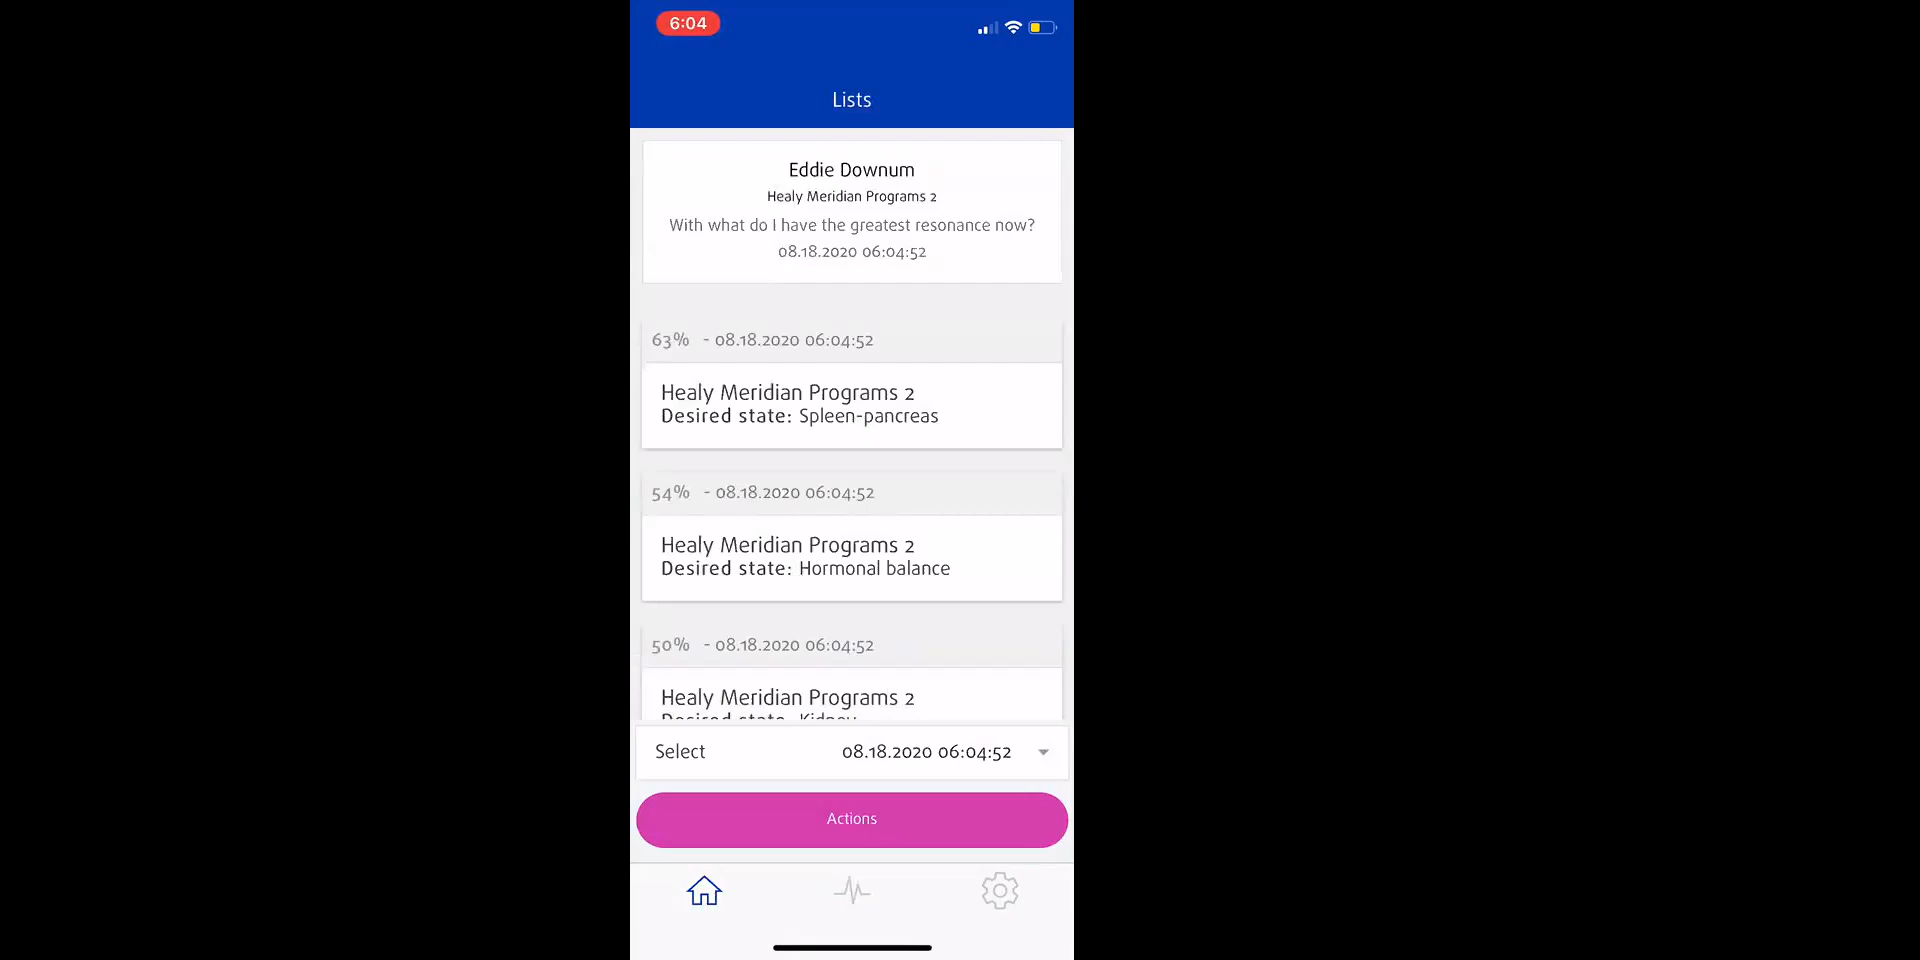 6:04
Lists
Eddie Downum
Healy Meridian Programs 2
With what do I have the greatest resonance now?
08.18.2020 06:04:52
63% - 08.18.2020 06:04:52
Healy Meridian Programs 2
Desired state: Spleen-pancreas
54% - 08.18.2020 06:04:52
Healy Meridian Programs 2
Desired state: Hormonal balance
50% - 08.18.2020 06:04:52
Healy Meridian Programs 2
Desired state: Kidney
Select 08.18.2020 06:04:52
Actions